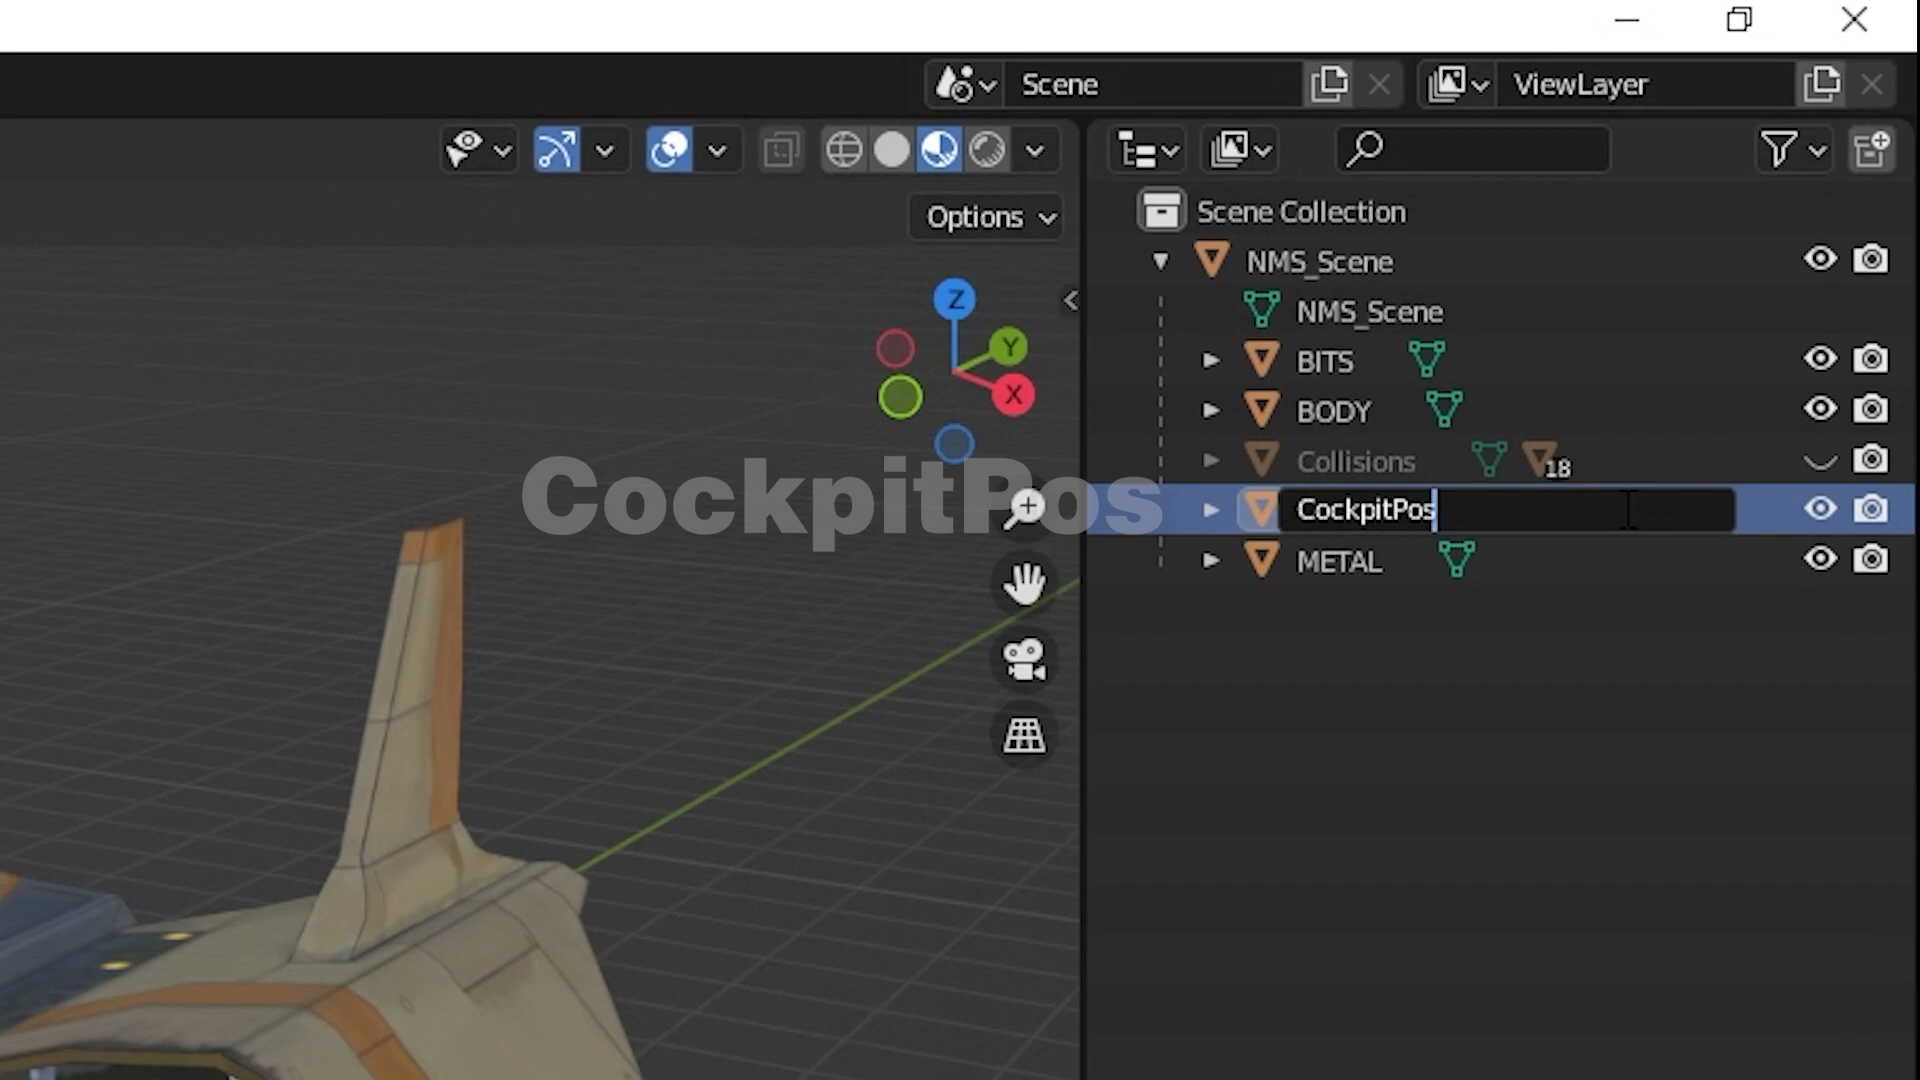 Scene
ViewLayer
Options
Scene Collection
NMS_Scene
Z
NMS_Scene
Y
BITS
X
BODY
Collisions
18
CockpitPos
CockpitPos
METAL